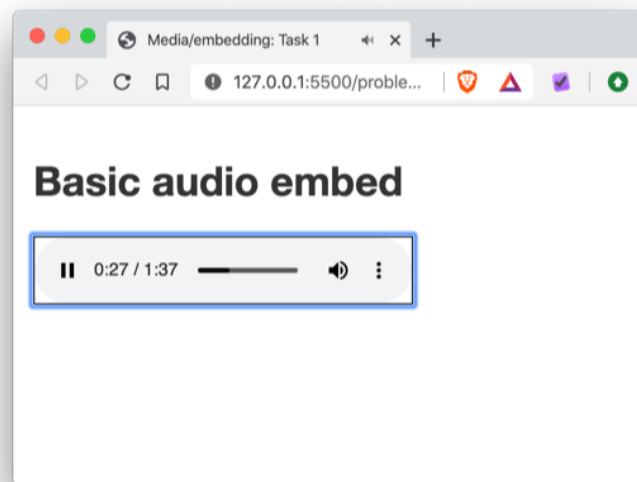 Media/embedding: Task 1
127.0.0.1:5500/proble...
Basic audio embed
0:27 / 1:37